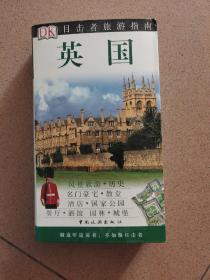 DK 目击者旅游指南
英国
风景旅游·历史
名门豪宅·教堂
酒店·国家公园
餐厅·酒馆 园林·城堡
中国旅游出版社